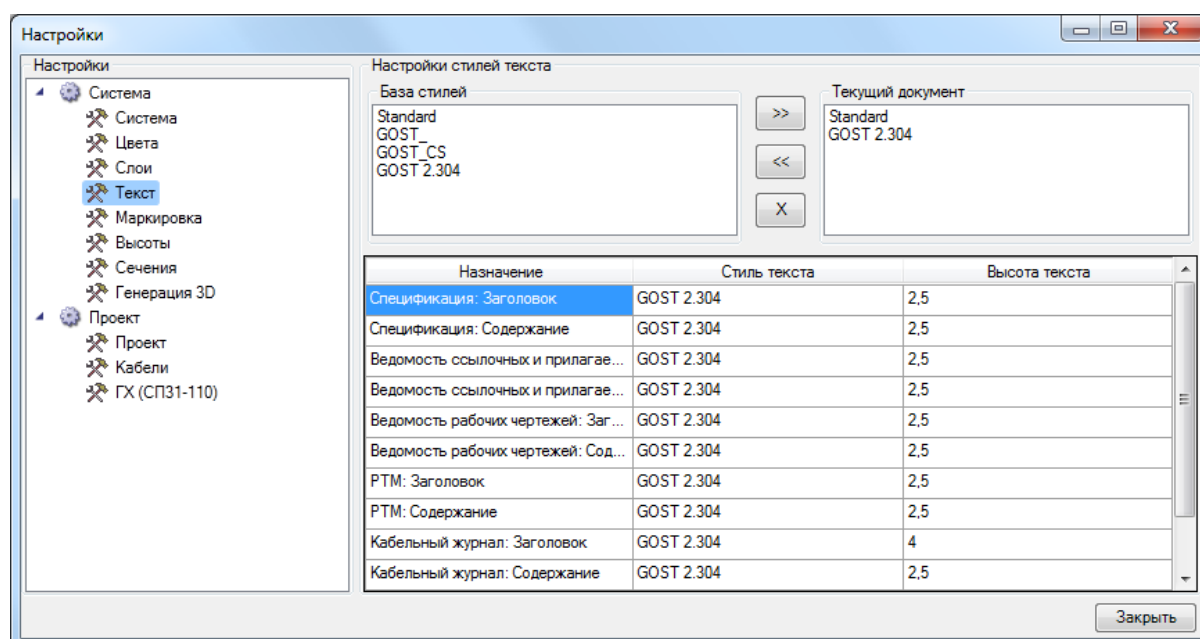 Настройки
Настройки
Система
Система
Цвета
Слои
Текст
Маркировка
Высоты
Сечения
Генерация 3D
Проект
Проект
Кабели
ГХ (СП31-110)
Настройки стилей текста
База стилей
Standard
GOST_
GOST_CS
GOST 2.304
>>
<<
X
Текущий документ
Standard
GOST 2.304
Назначение Стиль текста Высота текста
Спецификация: Заголовок GOST 2.304 2,5
Спецификация: Содержание GOST 2.304 2,5
Ведомость ссылочных и прилагае... GOST 2.304 2,5
Ведомость ссылочных и прилагае... GOST 2.304 2,5
Ведомость рабочих чертежей: Заг... GOST 2.304 2,5
Ведомость рабочих чертежей: Сод... GOST 2.304 2,5
РТМ: Заголовок GOST 2.304 2,5
РТМ: Содержание GOST 2.304 2,5
Кабельный журнал: Заголовок GOST 2.304 4
Кабельный журнал: Содержание GOST 2.304 2,5
Закрыть